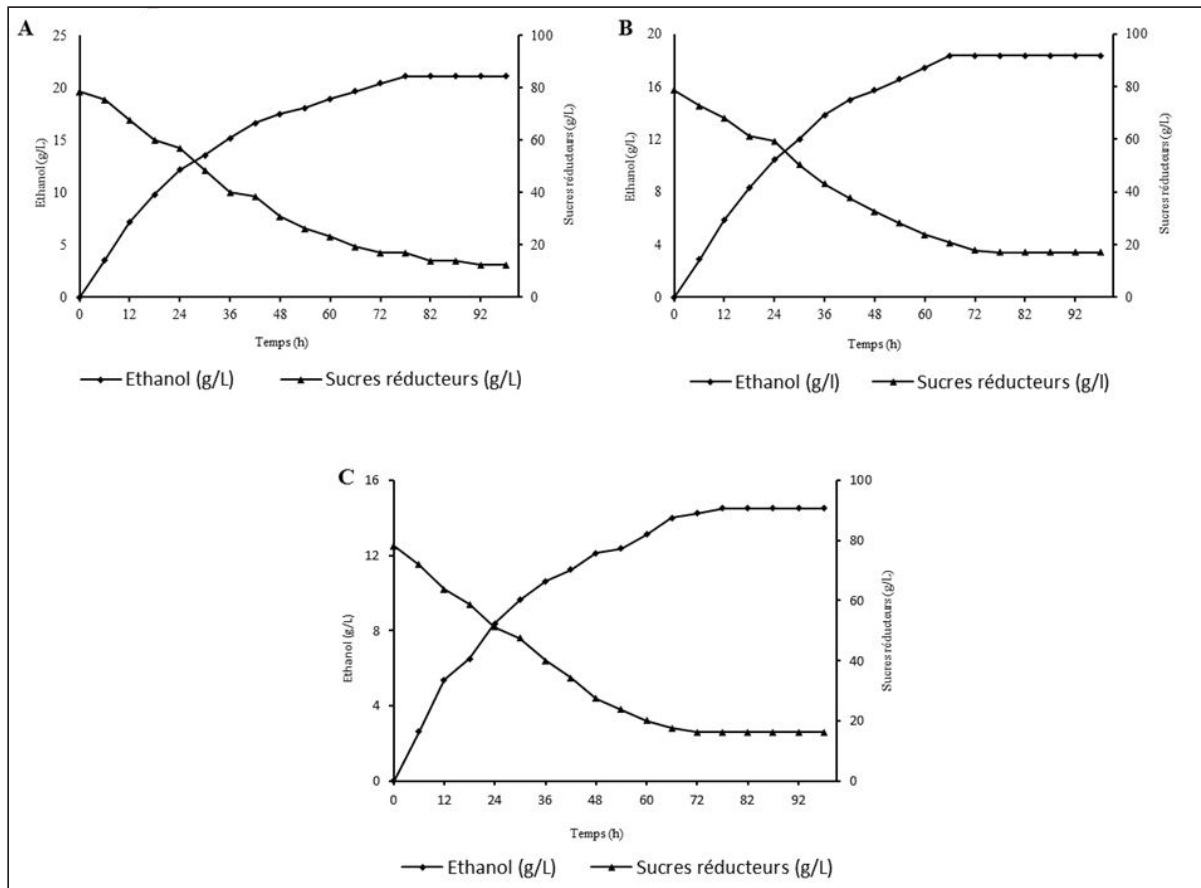 A
Ethanol (g/L)
25
20
15
10
5
0
100
80
60
40
20
0
Sucres réducteurs (g/L)
0 12 24 36 48 60 72 82 92
Temps (h)
Ethanol (g/L) Sucres réducteurs (g/L)
B
Ethanol (g/L)
20
16
12
8
4
0
100
80
60
40
20
0
Sucres réducteurs (g/L)
0 12 24 36 48 60 72 82 92
Temps (h)
Ethanol (g/l) Sucres réducteurs (g/l)
C
Ethanol (g/L)
16
12
8
4
0
100
80
60
40
20
0
Sucres réducteurs (g/L)
0 12 24 36 48 60 72 82 92
Temps (h)
Ethanol (g/L) Sucres réducteurs (g/L)